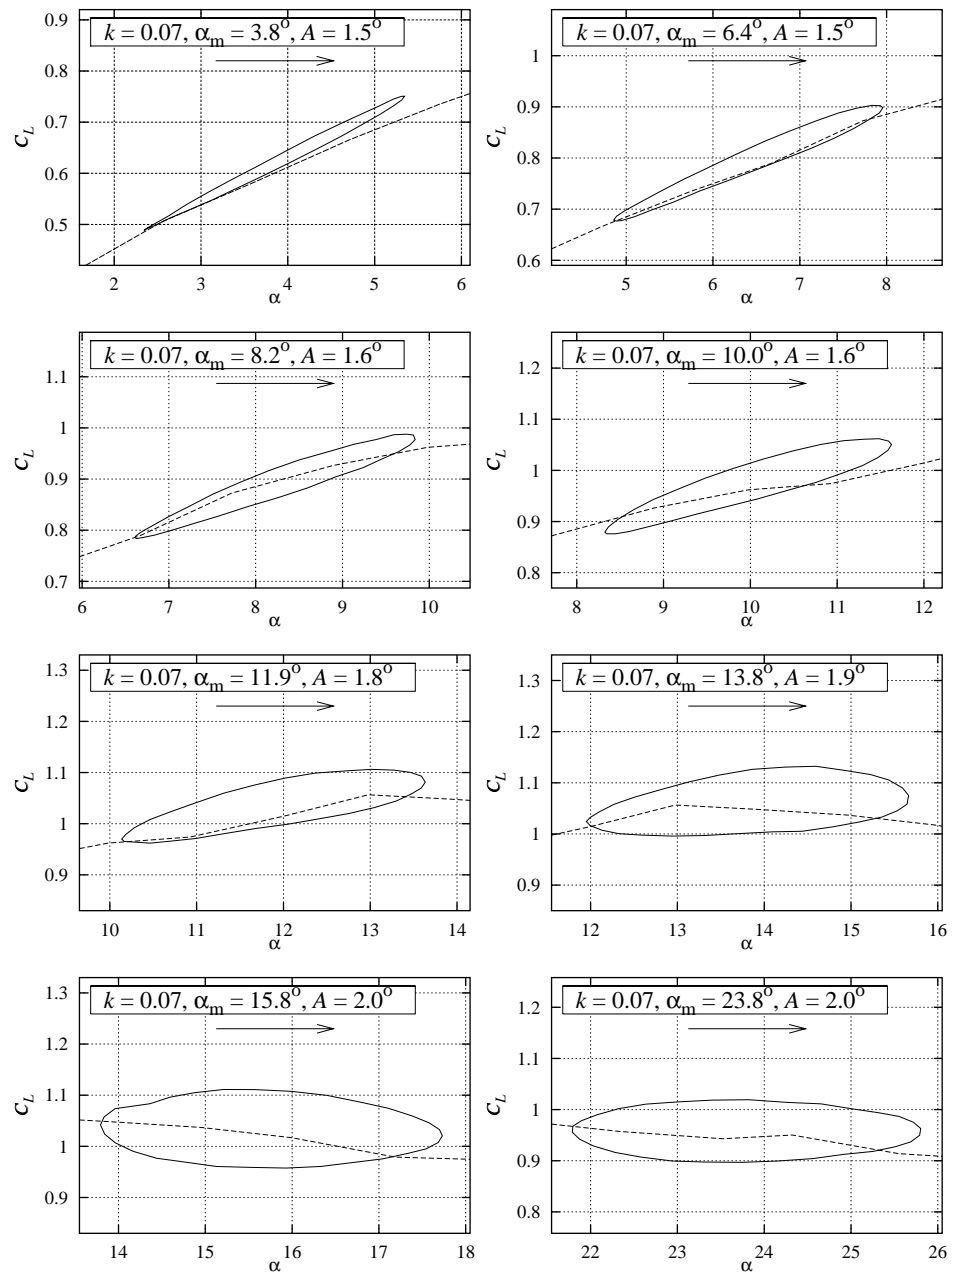 k = 0.07, αm = 3.8°, A = 1.5°
0.9
0.8
0.7
0.6
0.5
cL
2 3 4 5 6
α
k = 0.07, αm = 6.4°, A = 1.5°
1
0.9
0.8
0.7
0.6
cL
5 6 7 8
α
k = 0.07, αm = 8.2°, A = 1.6°
1.1
1
0.9
0.8
0.7
cL
6 7 8 9 10
α
k = 0.07, αm = 10.0°, A = 1.6°
1.2
1.1
1
0.9
0.8
cL
8 9 10 11 12
α
k = 0.07, αm = 11.9°, A = 1.8°
1.3
1.2
1.1
1
0.9
cL
10 11 12 13 14
α
k = 0.07, αm = 13.8°, A = 1.9°
1.3
1.2
1.1
1
0.9
cL
12 13 14 15 16
α
k = 0.07, αm = 15.8°, A = 2.0°
1.3
1.2
1.1
1
0.9
cL
14 15 16 17 18
α
k = 0.07, αm = 23.8°, A = 2.0°
1.2
1.1
1
0.9
0.8
cL
22 23 24 25 26
α